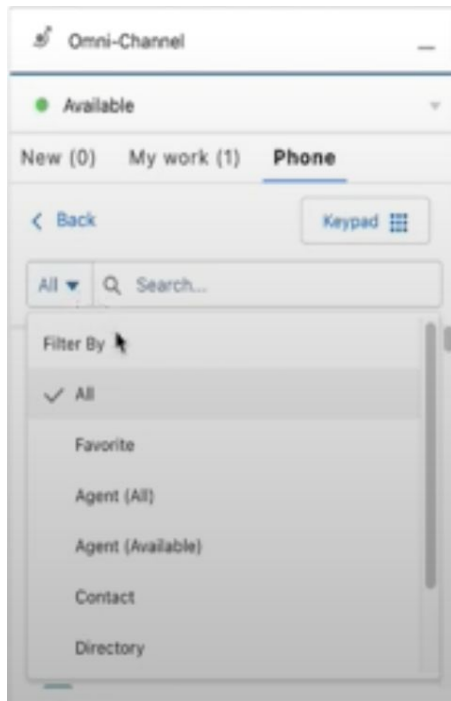 Omni-Channel
Available
New (0) My work (1) Phone
Back Keypad
All Search...
Filter By
All
Favorite
Agent (All)
Agent (Available)
Contact
Directory